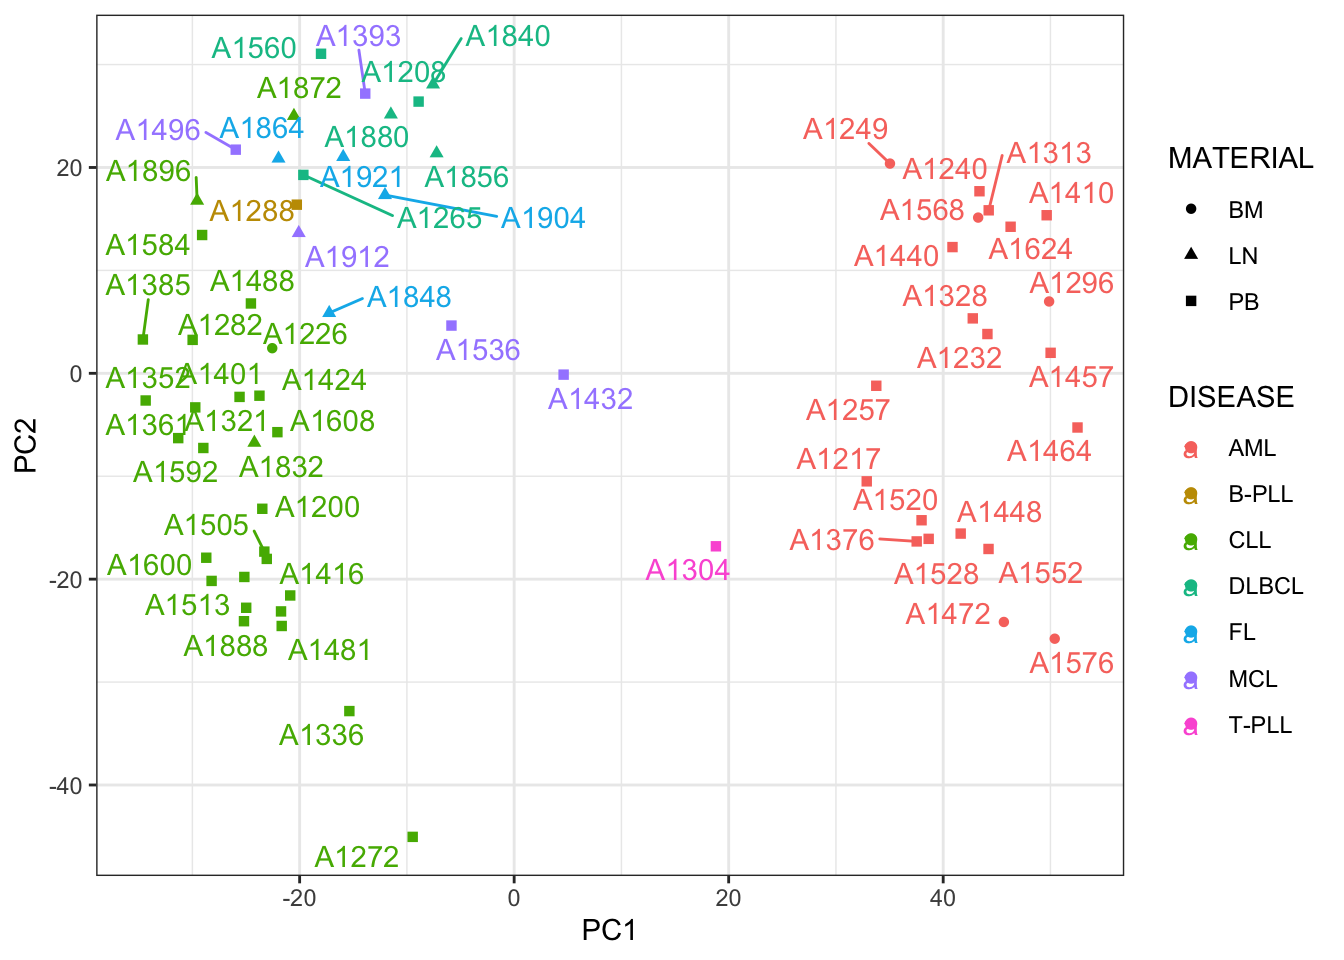 A1393
A1840
A1560
A1208
A1872
A1249
A1496
A1864
A1880
A1313
A1240
A1896
A1921
A1856
A1410
A1288
A1265
A1904
A1568
A1584
A1912
A1440
A1624
A1385
A1488
A1296
A1848
A1328
A1282
A1226
A1536
A1232
A1352
A1401
A1424
A1457
A1432
A1257
A1361
A1321
A1608
A1464
A1592
A1832
A1217
A1200
A1520
A1505
A1448
A1376
A1600
A1416
A1304
A1528
A1552
A1513
A1472
A1888
A1481
A1576
A1336
A1272
20
0
-20
-40
-20
0
20
40
PC1
PC2
MATERIAL
BM
LN
PB
DISEASE
a AML
a B-PLL
a CLL
a DLBCL
a FL
a MCL
a T-PLL